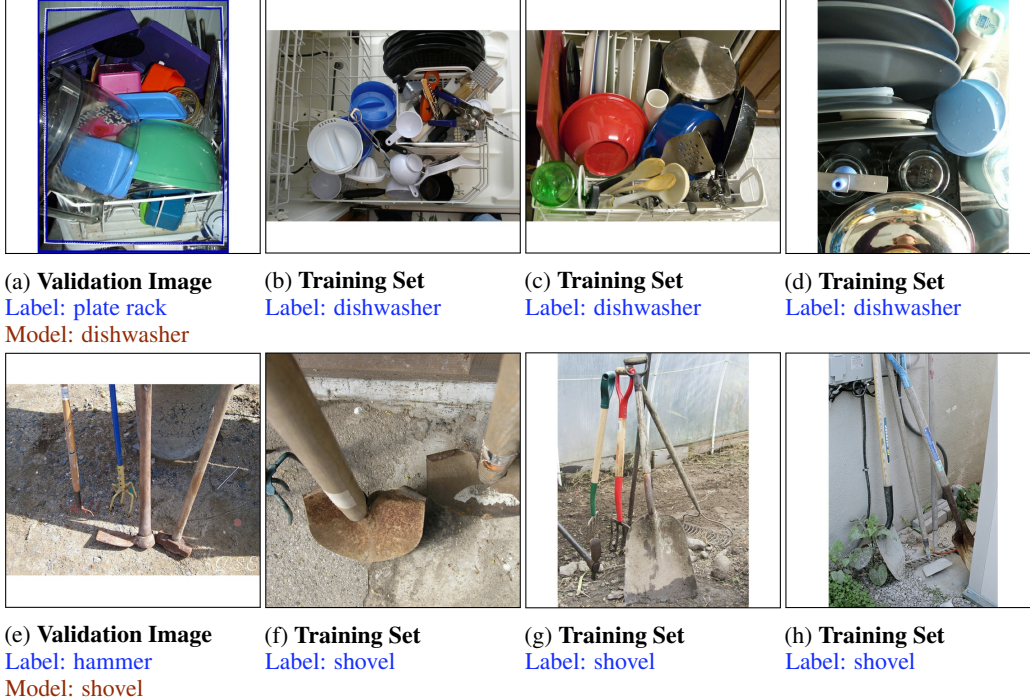 (a) Validation Image
Label: plate rack
Model: dishwasher
(b) Training Set
Label: dishwasher
(c) Training Set
Label: dishwasher
(d) Training Set
Label: dishwasher
(e) Validation Image
Label: hammer
Model: shovel
(f) Training Set
Label: shovel
(g) Training Set
Label: shovel
(h) Training Set
Label: shovel